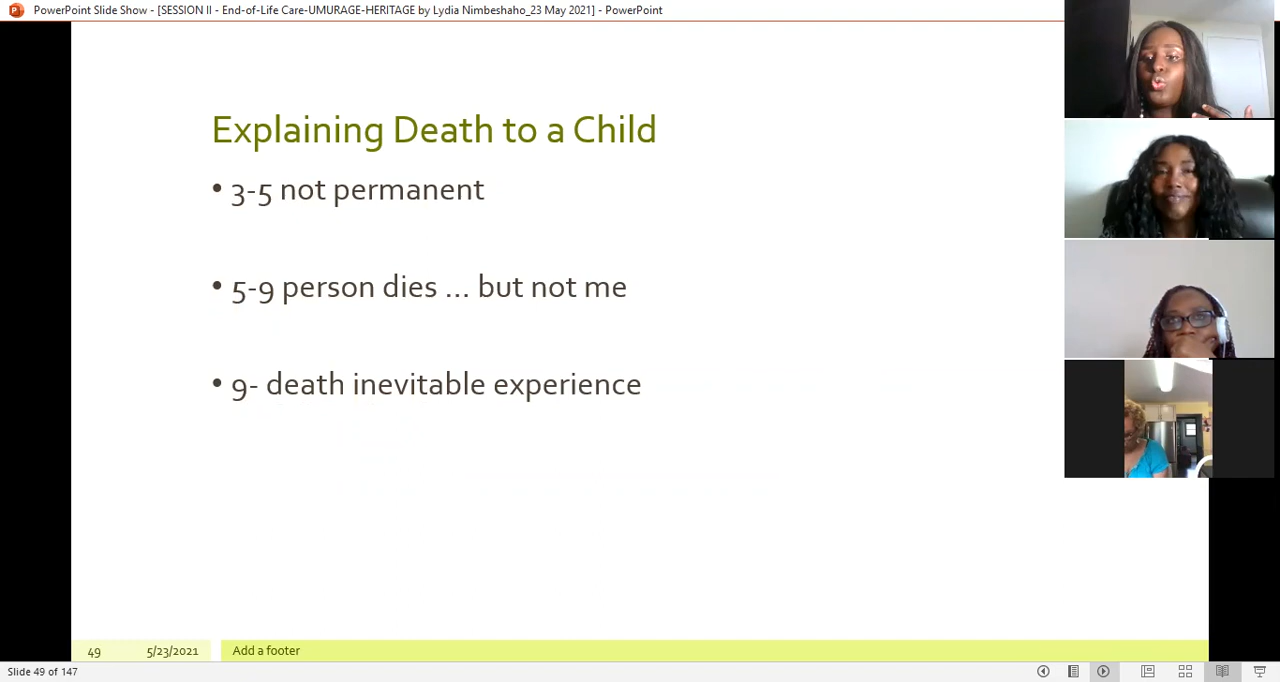 PowerPoint Slide Show - [SESSION II - End-of-Life Care-UMURAGE-HERITAGE by Lydia Nimbeshaho_23 May 2021] - PowerPoint
Explaining Death to a Child
• 3-5 not permanent
• 5-9 person dies ... but not me
• 9- death inevitable experience
49 5/23/2021 Add a footer
Slide 49 of 147